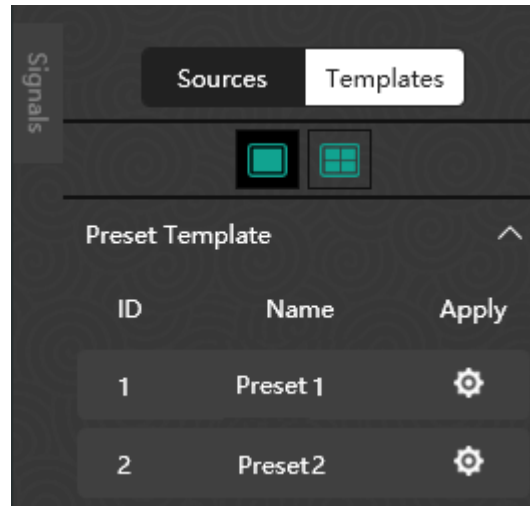 Signals
Sources Templates
Preset Template
ID Name Apply
1 Preset 1
2 Preset2